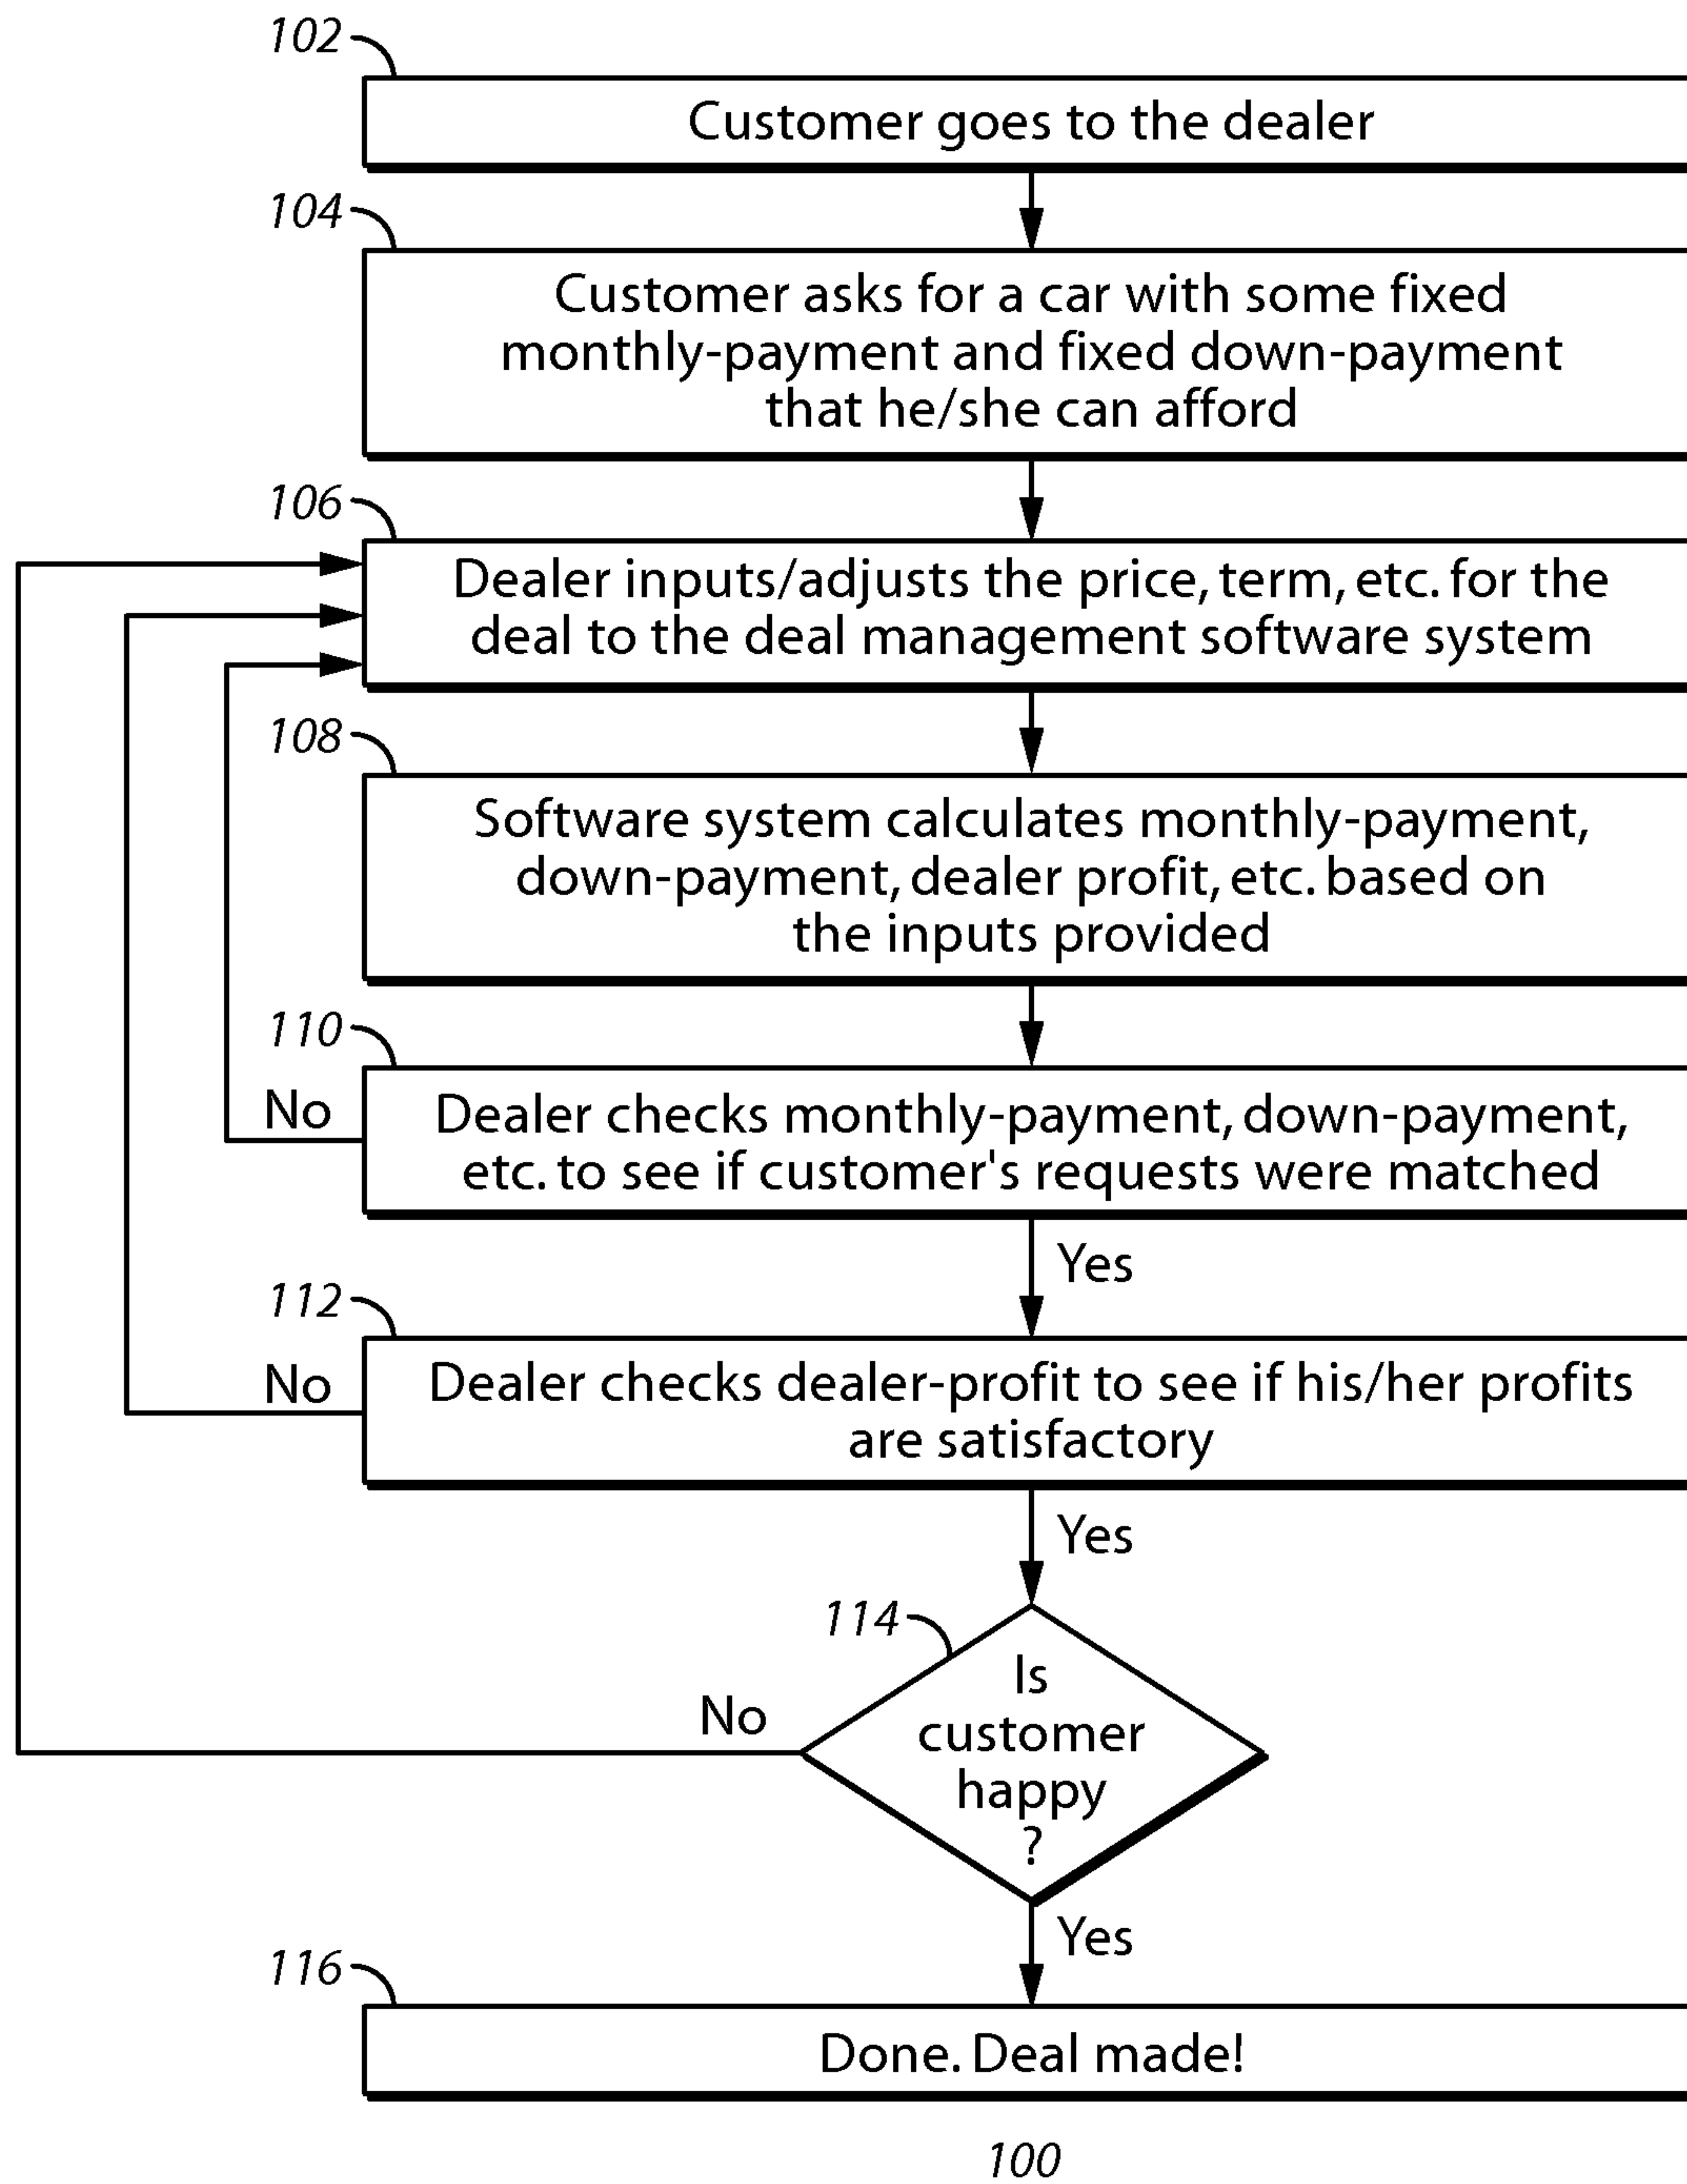 102
Customer goes to the dealer
104
Customer asks for a car with some fixed
monthly-payment and fixed down-payment
that he/she can afford
106
Dealer inputs/adjusts the price, term, etc. for the
deal to the deal management software system
108
Software system calculates monthly-payment,
down-payment, dealer profit, etc. based on
the inputs provided
110
No
Dealer checks monthly-payment, down-payment,
etc. to see if customer's requests were matched
Yes
112
No
Dealer checks dealer-profit to see if his/her profits
are satisfactory
Yes
114
No
Is
customer
happy
?
Yes
116
Done. Deal made!
100